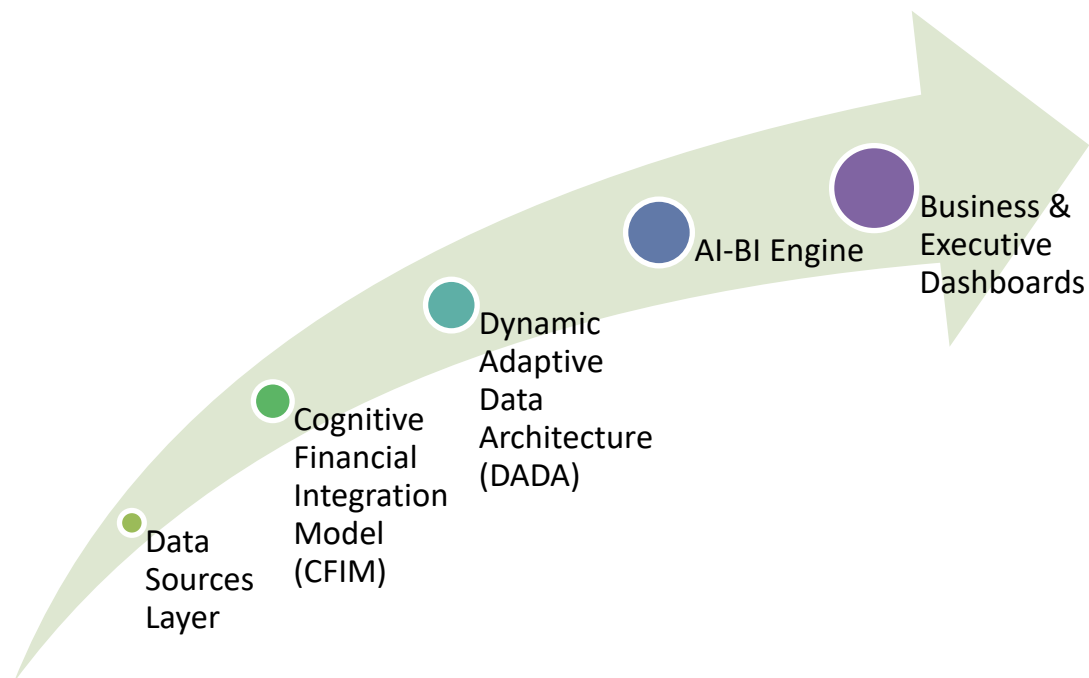 Data
Sources
Layer
Cognitive
Financial
Integration
Model
(CFIM)
Dynamic
Adaptive
Data
Architecture
(DADA)
AI-BI Engine
Business &
Executive
Dashboards